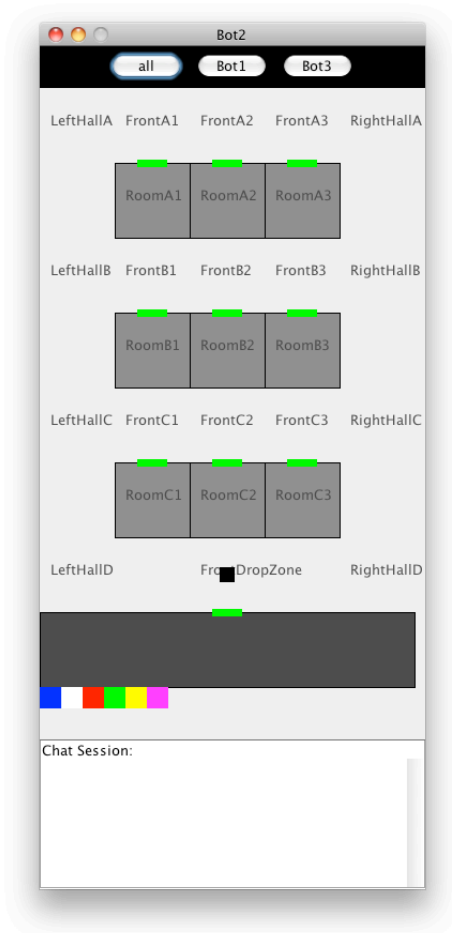 Bot2
all Bot1 Bot3
LeftHallA FrontA1 FrontA2 FrontA3 RightHallA
RoomA1 RoomA2 RoomA3
LeftHallB FrontB1 FrontB2 FrontB3 RightHallB
RoomB1 RoomB2 RoomB3
LeftHallC FrontC1 FrontC2 FrontC3 RightHallC
RoomC1 RoomC2 RoomC3
LeftHallD FrontDropZone RightHallD
Chat Session: